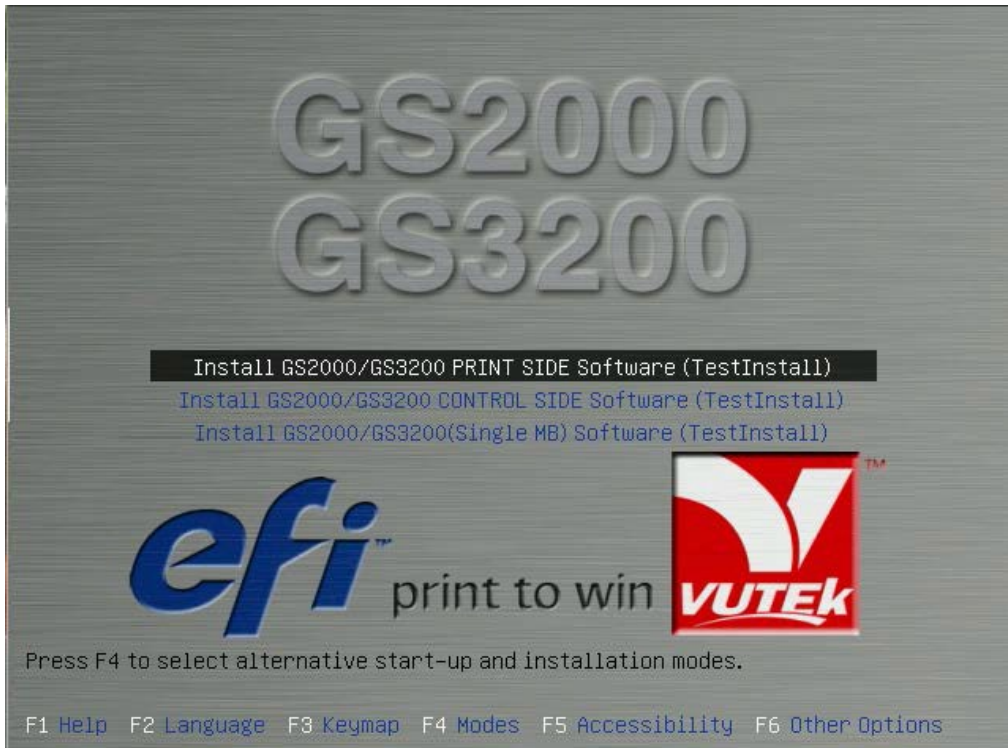 GS2000
GS3200
Install GS2000/GS3200 PRINT SIDE Software (TestInstall)
Install GS2000/GS3200 CONTROL SIDE Software (TestInstall)
Install GS2000/GS3200(Single MB) Software (TestInstall)
efi™ print to win VUTEk™
Press F4 to select alternative start-up and installation modes.
F1 Help F2 Language F3 Keymap F4 Modes F5 Accessibility F6 Other Options